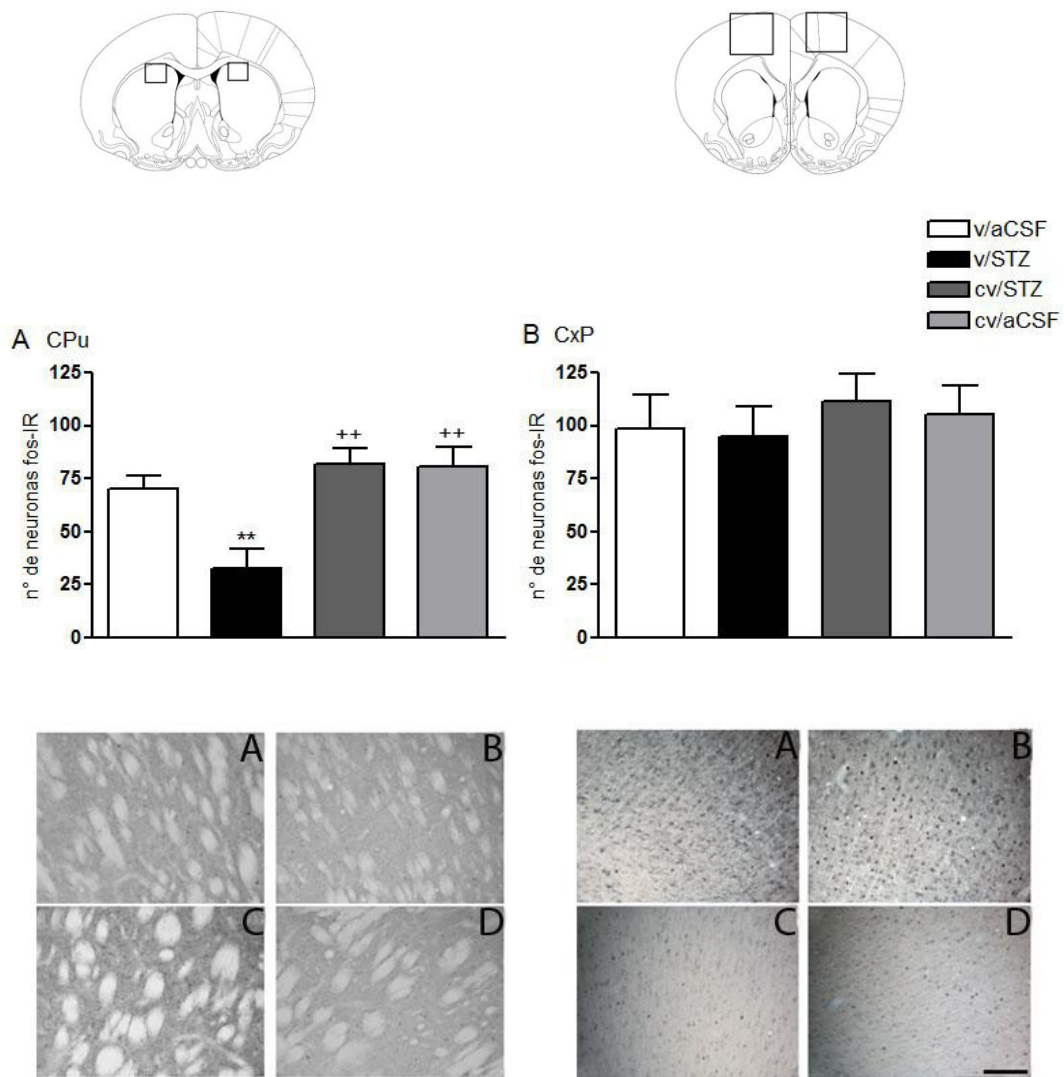 v/aCSF
v/STZ
cv/STZ
cv/aCSF
A CPu
n° de neuronas fos-IR
125
100
75
50
25
0
**
++
++
B CxP
n° de neuronas fos-IR
125
100
75
50
25
0
A
B
C
D
A
B
C
D